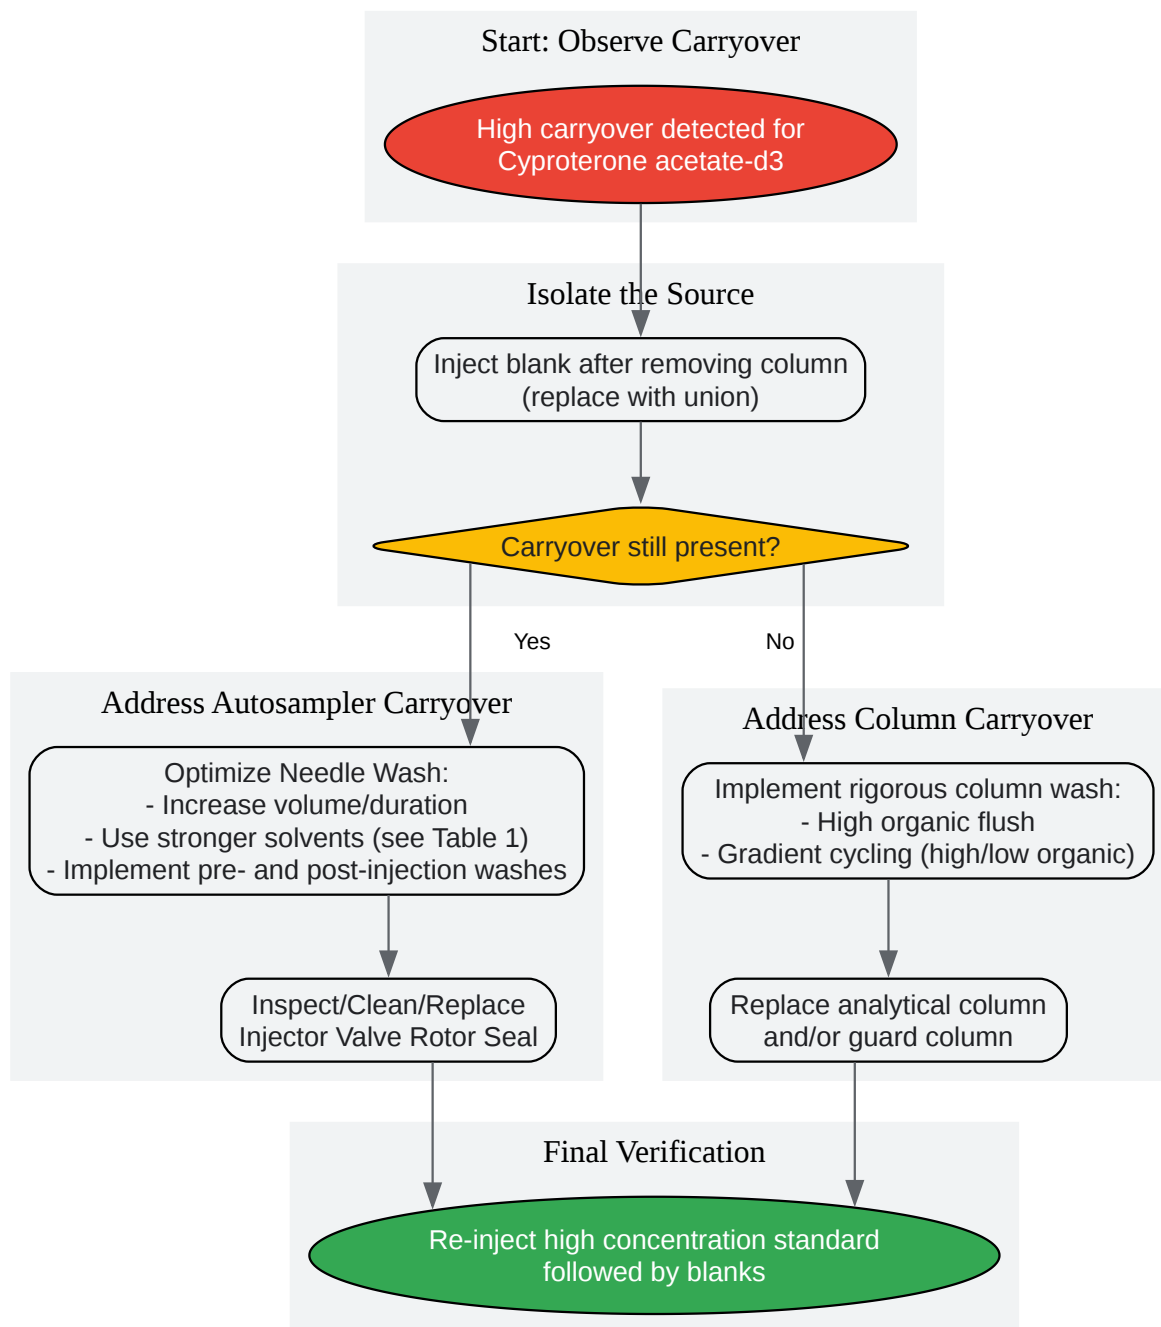 Start: Observe Carryover
High carryover detected for
Cyproterone acetate-d3
Isolate the Source
Inject blank after removing column
(replace with union)
Carryover still present?
Yes
No
Address Autosampler Carryover
Optimize Needle Wash:
- Increase volume/duration
- Use stronger solvents (see Table 1)
- Implement pre- and post-injection washes
Inspect/Clean/Replace
Injector Valve Rotor Seal
Address Column Carryover
Implement rigorous column wash:
- High organic flush
- Gradient cycling (high/low organic)
Replace analytical column
and/or guard column
Final Verification
Re-inject high concentration standard
followed by blanks